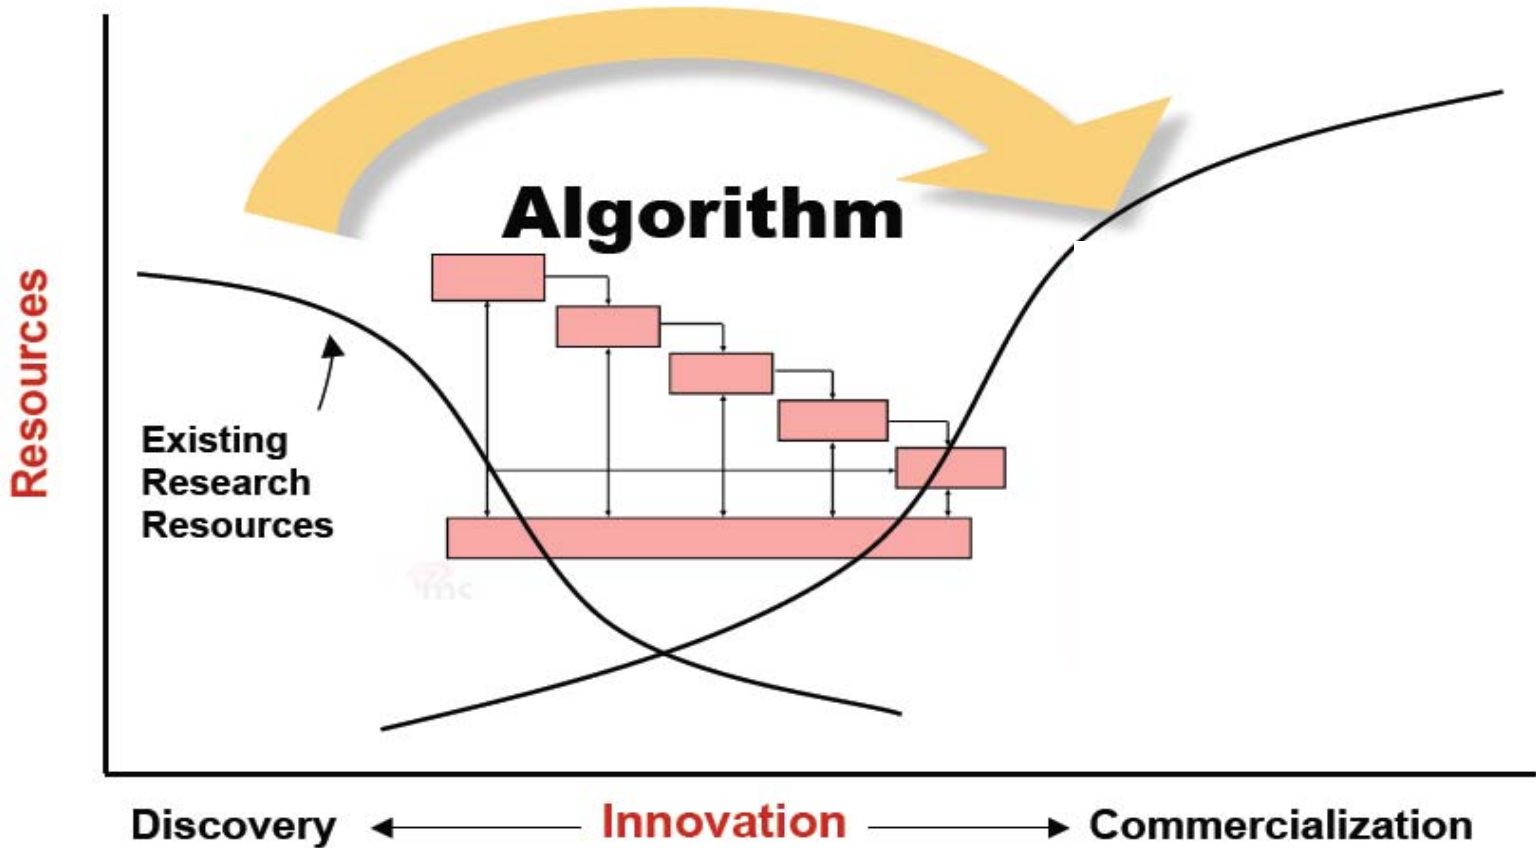 Algorithm
Resources
Existing
Research
Resources
Discovery Innovation Commercialization